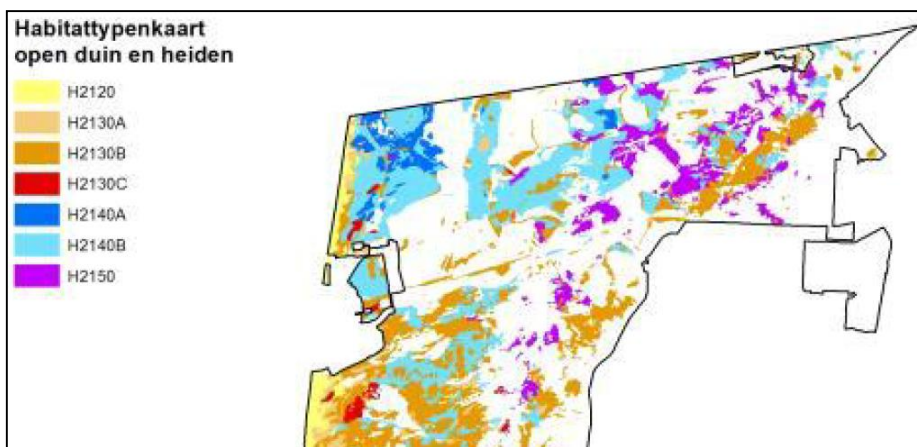 Habitattypenkaart
open duin en heiden
H2120
H2130A
H2130B
H2130C
H2140A
H2140B
H2150